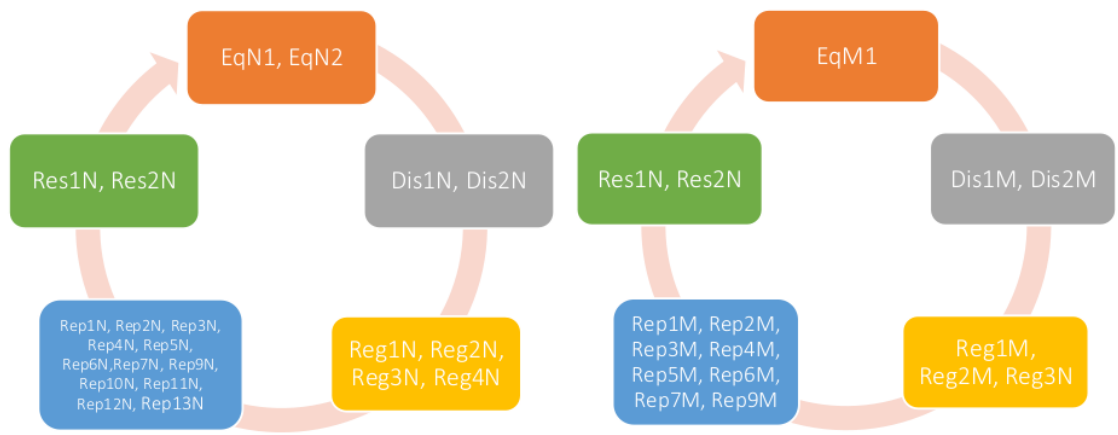 EqN1, EqN2
Dis1N, Dis2N
Reg1N, Reg2N,
Reg3N, Reg4N
Rep1N, Rep2N, Rep3N,
Rep4N, Rep5N,
Rep6N,Rep7N, Rep9N,
Rep10N, Rep11N,
Rep12N, Rep13N
Res1N, Res2N
EqM1
Dis1M, Dis2M
Reg1M,
Reg2M, Reg3N
Rep1M, Rep2M,
Rep3M, Rep4M,
Rep5M, Rep6M,
Rep7M, Rep9M
Res1N, Res2N